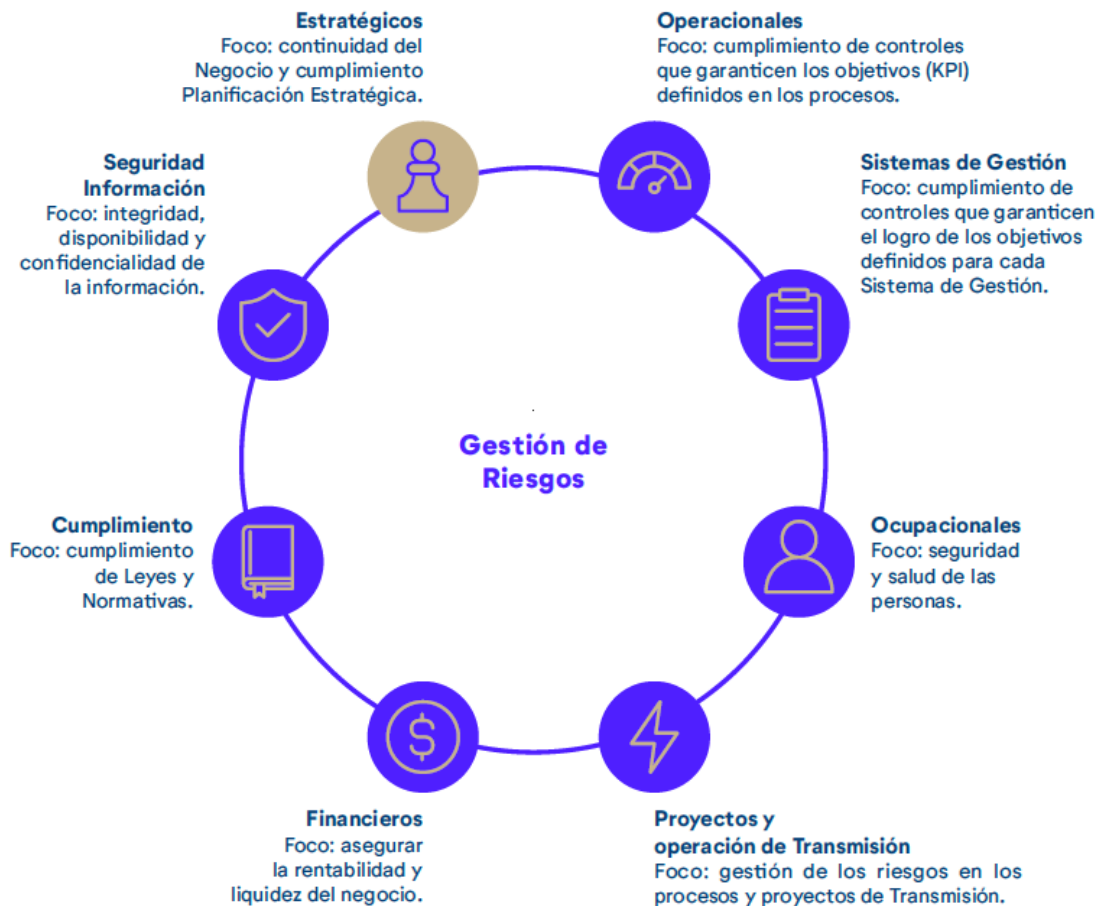 Estratégicos
Foco: continuidad del
Negocio y cumplimiento
Planificación Estratégica.
Operacionales
Foco: cumplimiento de controles
que garanticen los objetivos (KPI)
definidos en los procesos.
Seguridad
Información
Foco: integridad,
disponibilidad y
confidencialidad de
la información.
Sistemas de Gestión
Foco: cumplimiento de
controles que garanticen
el logro de los objetivos
definidos para cada
Sistema de Gestión.
Gestión de
Riesgos
Cumplimiento
Foco: cumplimiento
de Leyes y
Normativas.
Ocupacionales
Foco: seguridad
y salud de las
personas.
$
Financieros
Foco: asegurar
la rentabilidad y
liquidez del negocio.
Proyectos y
operación de Transmisión
Foco: gestión de los riesgos en los
procesos y proyectos de Transmisión.